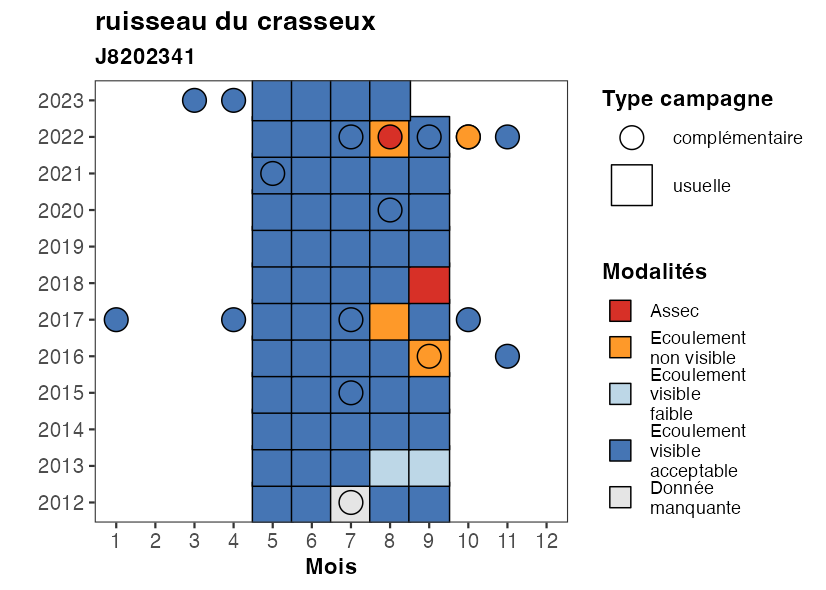 ruisseau du crasseux
J8202341
2023
2022
2021
2020
2019
2018
2017
2016
2015
2014
2013
2012
1 2 3 4 5 6 7 8 9 10 11 12
Mois
Type campagne
complémentaire
usuelle
Modalités
Assec
Ecoulement
non visible
Ecoulement
visible
faible
Ecoulement
visible
acceptable
Donnée
manquante